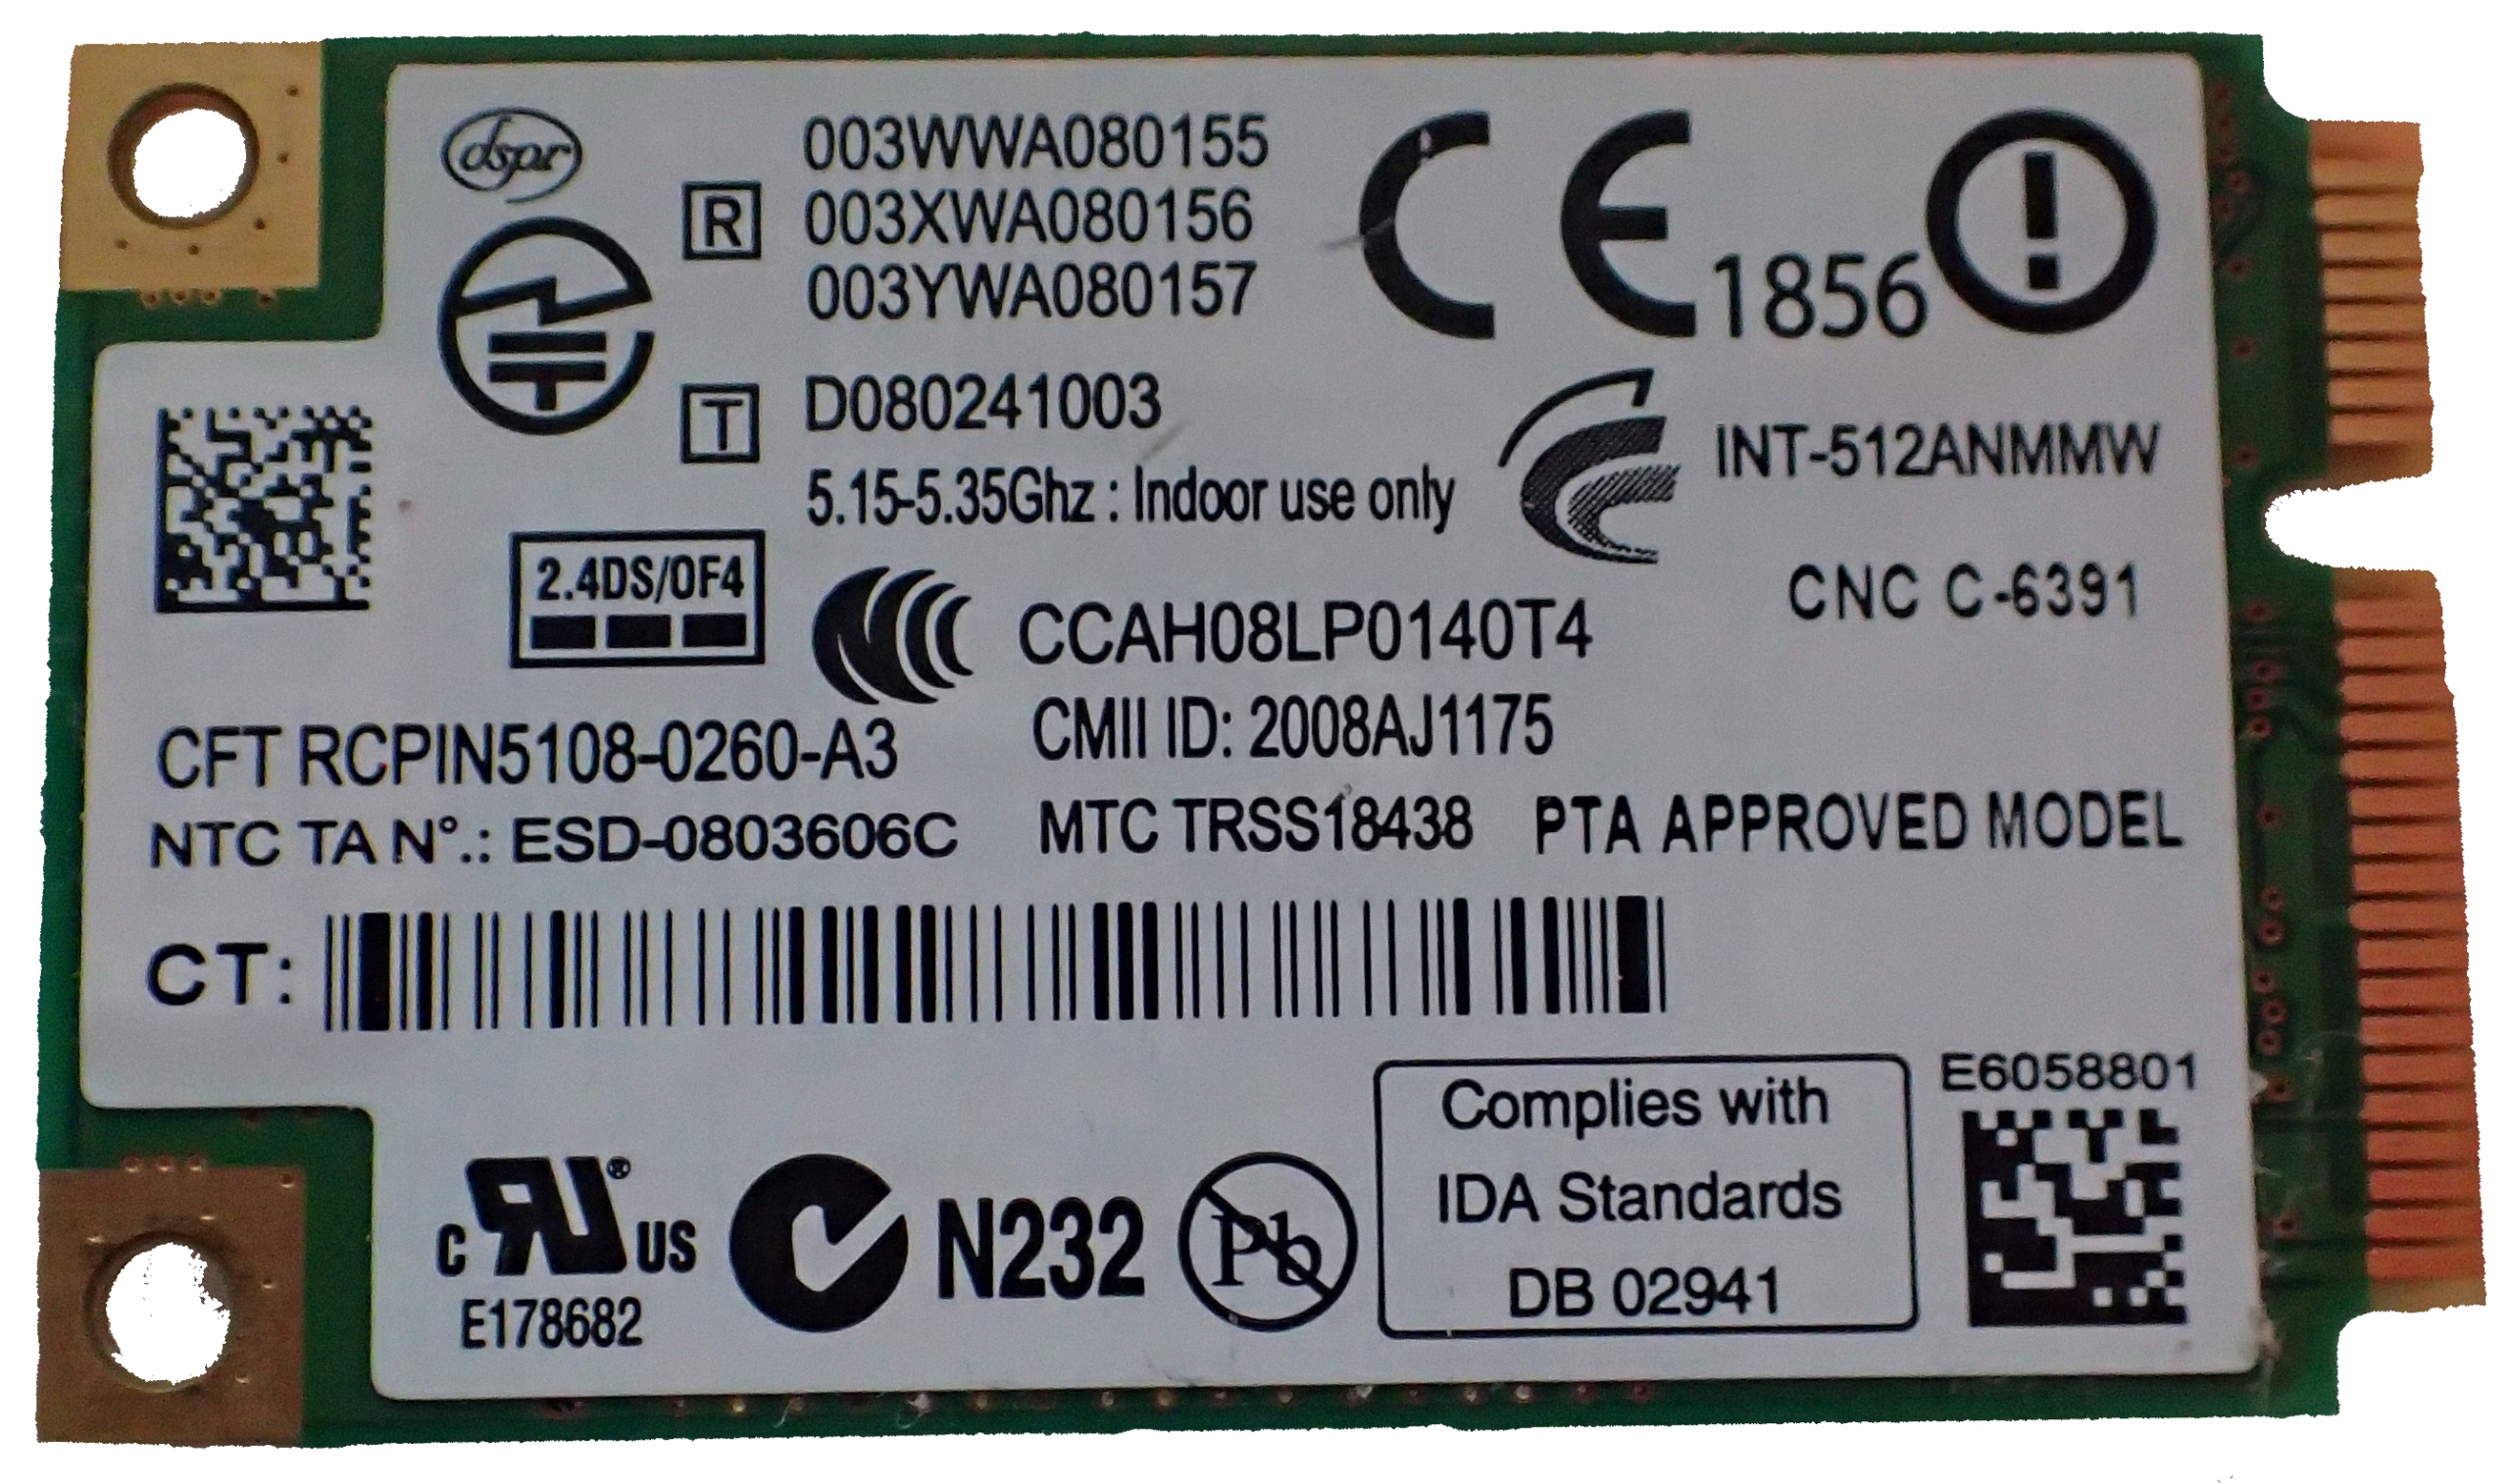 dspr
003WWA080155
R 003XWA080156
003YWA080157
CE 1856
T D080241003
5.15-5.35Ghz : Indoor use only
INT-512ANMMW
CNC C-6391
2.4DS/OF4
CCAH08LP0140T4
CMII ID: 2008AJ1175
CFT RCPIN5108-0260-A3
NTC TA N°.: ESD-0803606C
MTC TRSS18438
PTA APPROVED MODEL
CT:
E6058801
Complies with
IDA Standards
DB 02941
c RU ® US
E178682
N232
Pb